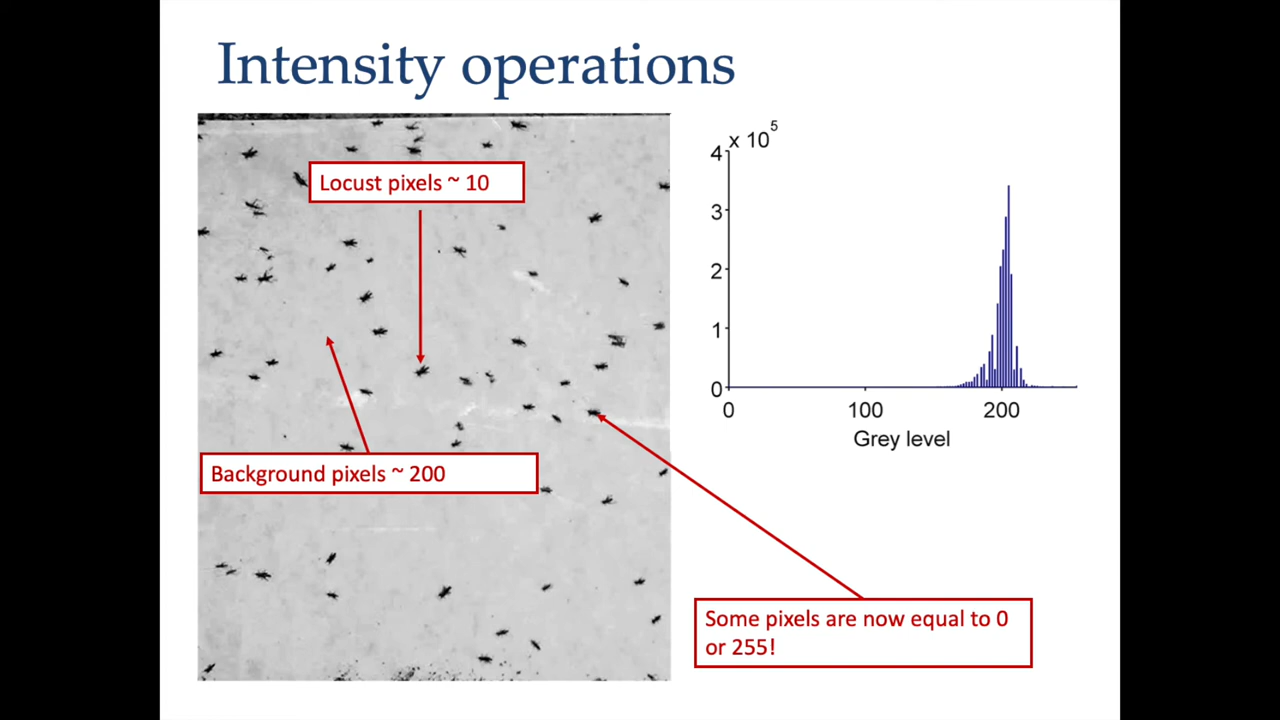 Intensity operations
Locust pixels ~ 10
Background pixels ~ 200
x 10^5
4
3
2
1
0
0 100 200
Grey level
Some pixels are now equal to 0
or 255!